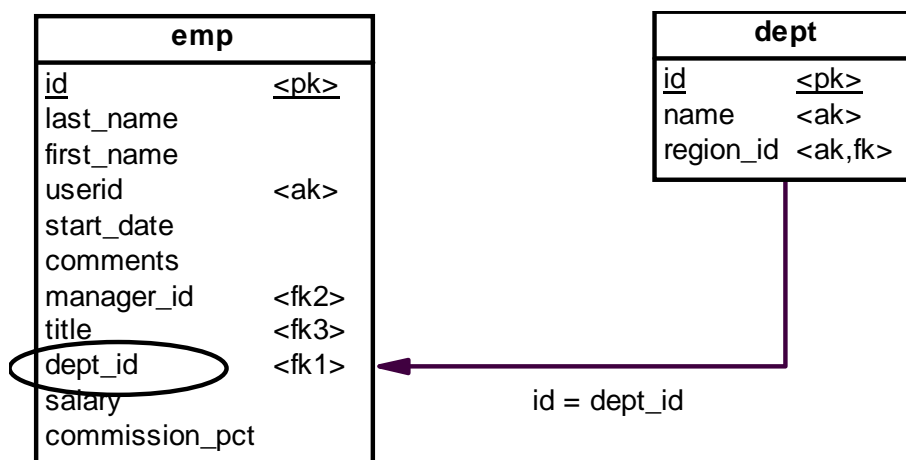 emp
id <pk>
last_name
first_name
userid <ak>
start_date
comments
manager_id <fk2>
title <fk3>
dept_id <fk1>
salary
commission_pct
dept
id <pk>
name <ak>
region_id <ak,fk>
id = dept_id